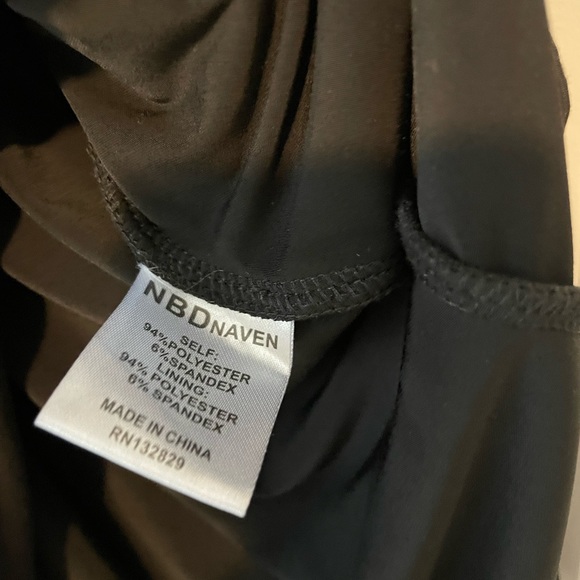 NBDNAVEN
SELF:
94%POLYESTER
6%SPANDEX
LINING:
94% POLYESTER
6% SPANDEX
MADE IN CHINA
RN132829